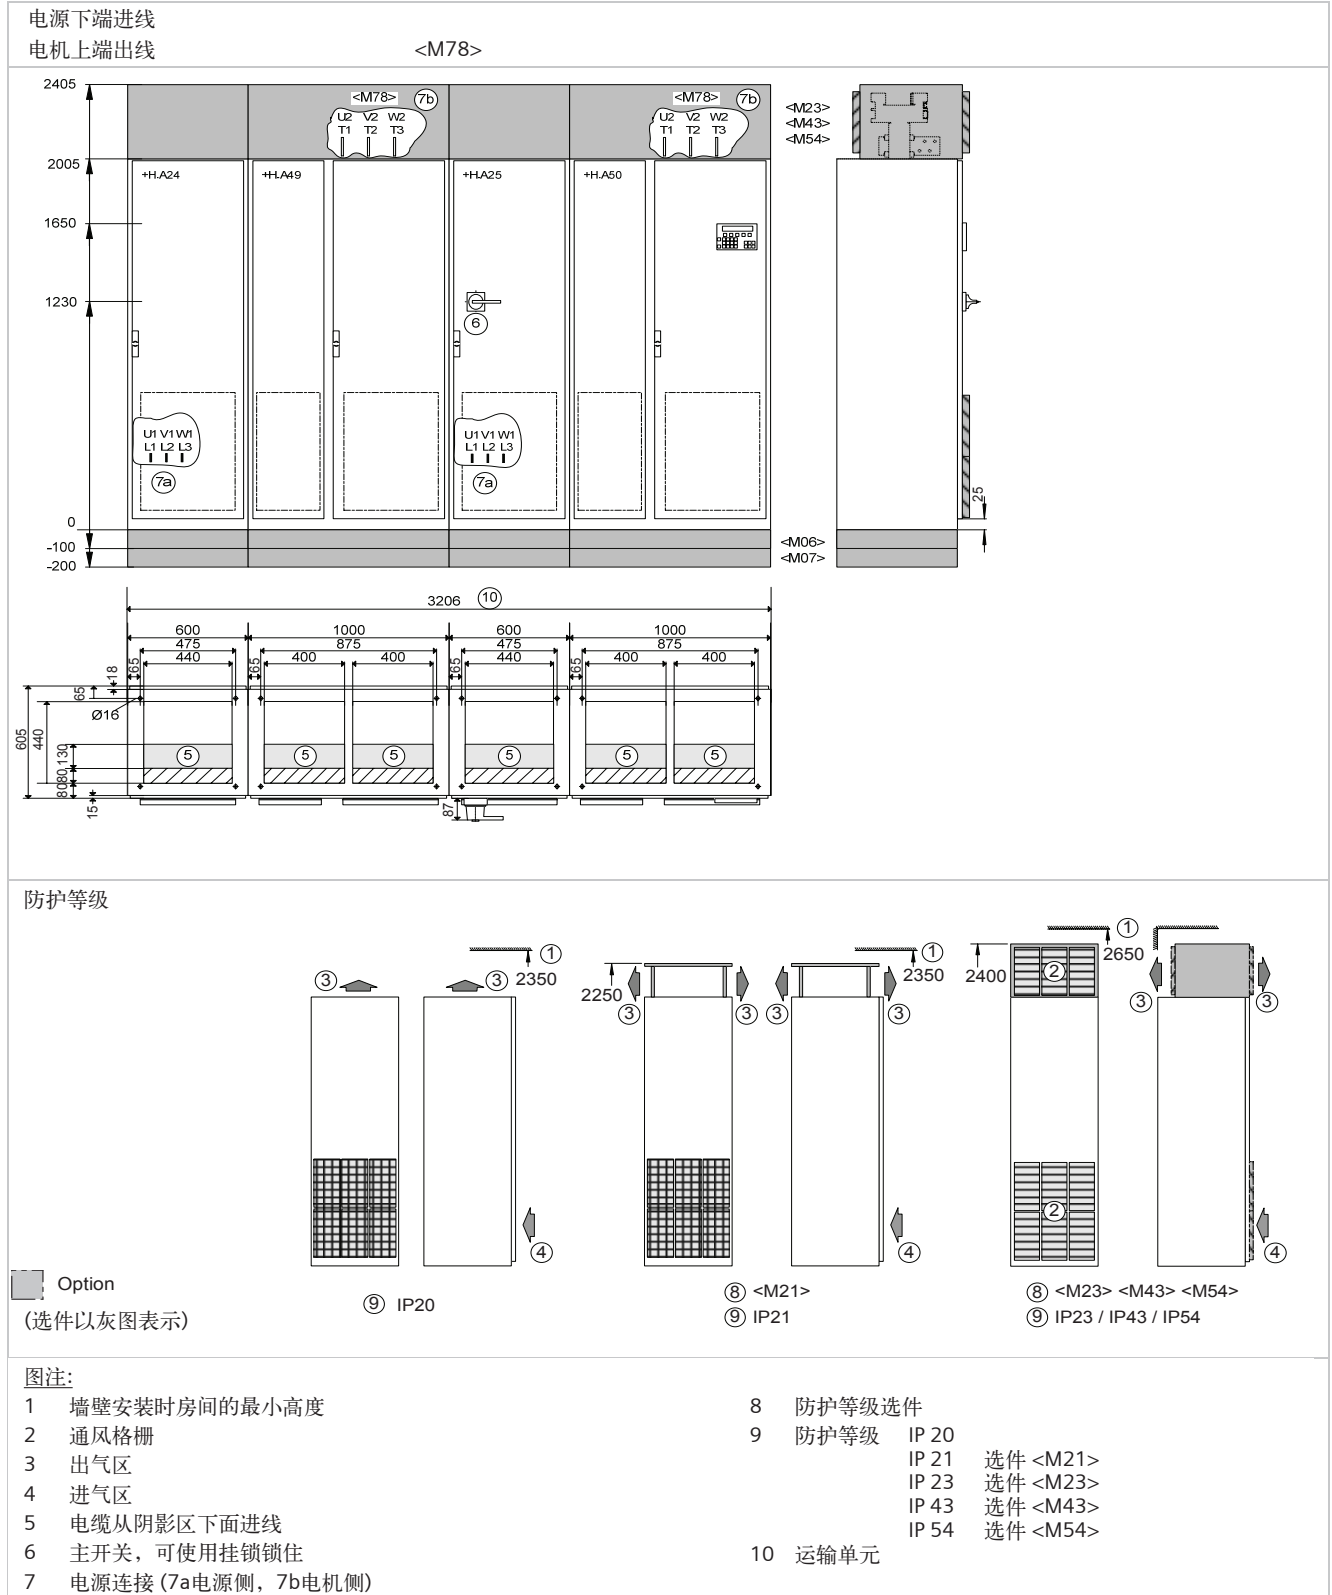 电源下端进线
电机上端出线 <M78>
2405
<M78> 7b <M78> 7b
U2 V2 W2 U2 V2 W2
T1 T2 T3 T1 T2 T3
<M23>
<M43>
<M54>
2005
+H.A24 +H.A49 +H.A25 +H.A50
1650
1230
6
U1 V1 W1 U1 V1 W1
L1 L2 L3 L1 L2 L3
7a 7a
25
0
-100 <M06>
-200 <M07>
3206 10
600 1000 600 1000
475 875 475 875
440 400 400 440 400 400
65 65 65 65
18
65
Ø16
605
440
130
80
80
15
5 5 5 5 5 5
87
防护等级
1 2350
3 3
4
9 IP20
2250
3 3 3 3
1 2350
4
8 <M21>
9 IP21
2400
2
1 2650
3 3
2
4
8 <M23> <M43> <M54>
9 IP23 / IP43 / IP54
Option
(选件以灰图表示)
图注:
1 墙壁安装时房间的最小高度
2 通风格栅
3 出气区
4 进气区
5 电缆从阴影区下面进线
6 主开关，可使用挂锁锁住
7 电源连接 (7a电源侧，7b电机侧)
8 防护等级选件
9 防护等级 IP 20
IP 21 选件 <M21>
IP 23 选件 <M23>
IP 43 选件 <M43>
IP 54 选件 <M54>
10 运输单元